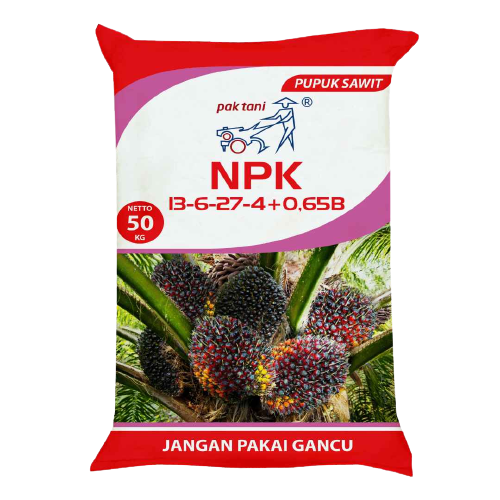 PUPUK SAWIT
pak tani
®
NPK
13-6-27-4+0,65B
NETTO
50
KG
JANGAN PAKAI GANCU